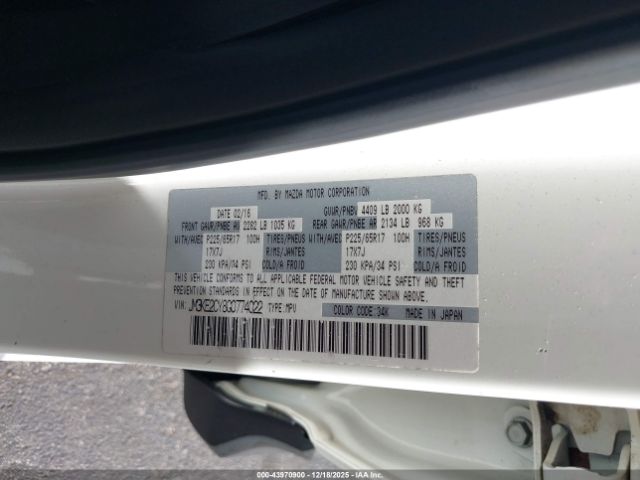 MFD. BY MAZDA MOTOR CORPORATION
DATE 02/16 GVWR/PNBV 4409 LB 2000 KG
FRONT GAWR/PNBE AV 2282 LB 1035 KG REAR GAWR/PNBE AR 2134 LB 968 KG
WITH/AVEC P225/65R17 100H TIRES/PNEUS WITH/AVEC P225/65R17 100H TIRES/PNEUS
17X7J RIMS/JANTES 17X7J RIMS/JANTES
230 KPA/34 PSI COLD/A FROID 230 KPA/34 PSI COLD/A FROID
THIS VEHICLE CONFORMS TO ALL APPLICABLE FEDERAL MOTOR VEHICLE SAFETY AND THEFT
PREVENTION STANDARDS IN EFFECT ON THE DATE OF MANUFACTURE SHOWN ABOVE.
VIN: TYPE:MPV COLOR CODE:34K MADE IN JAPAN
000-43970900 - 12/18/2025 - IAAI.COM